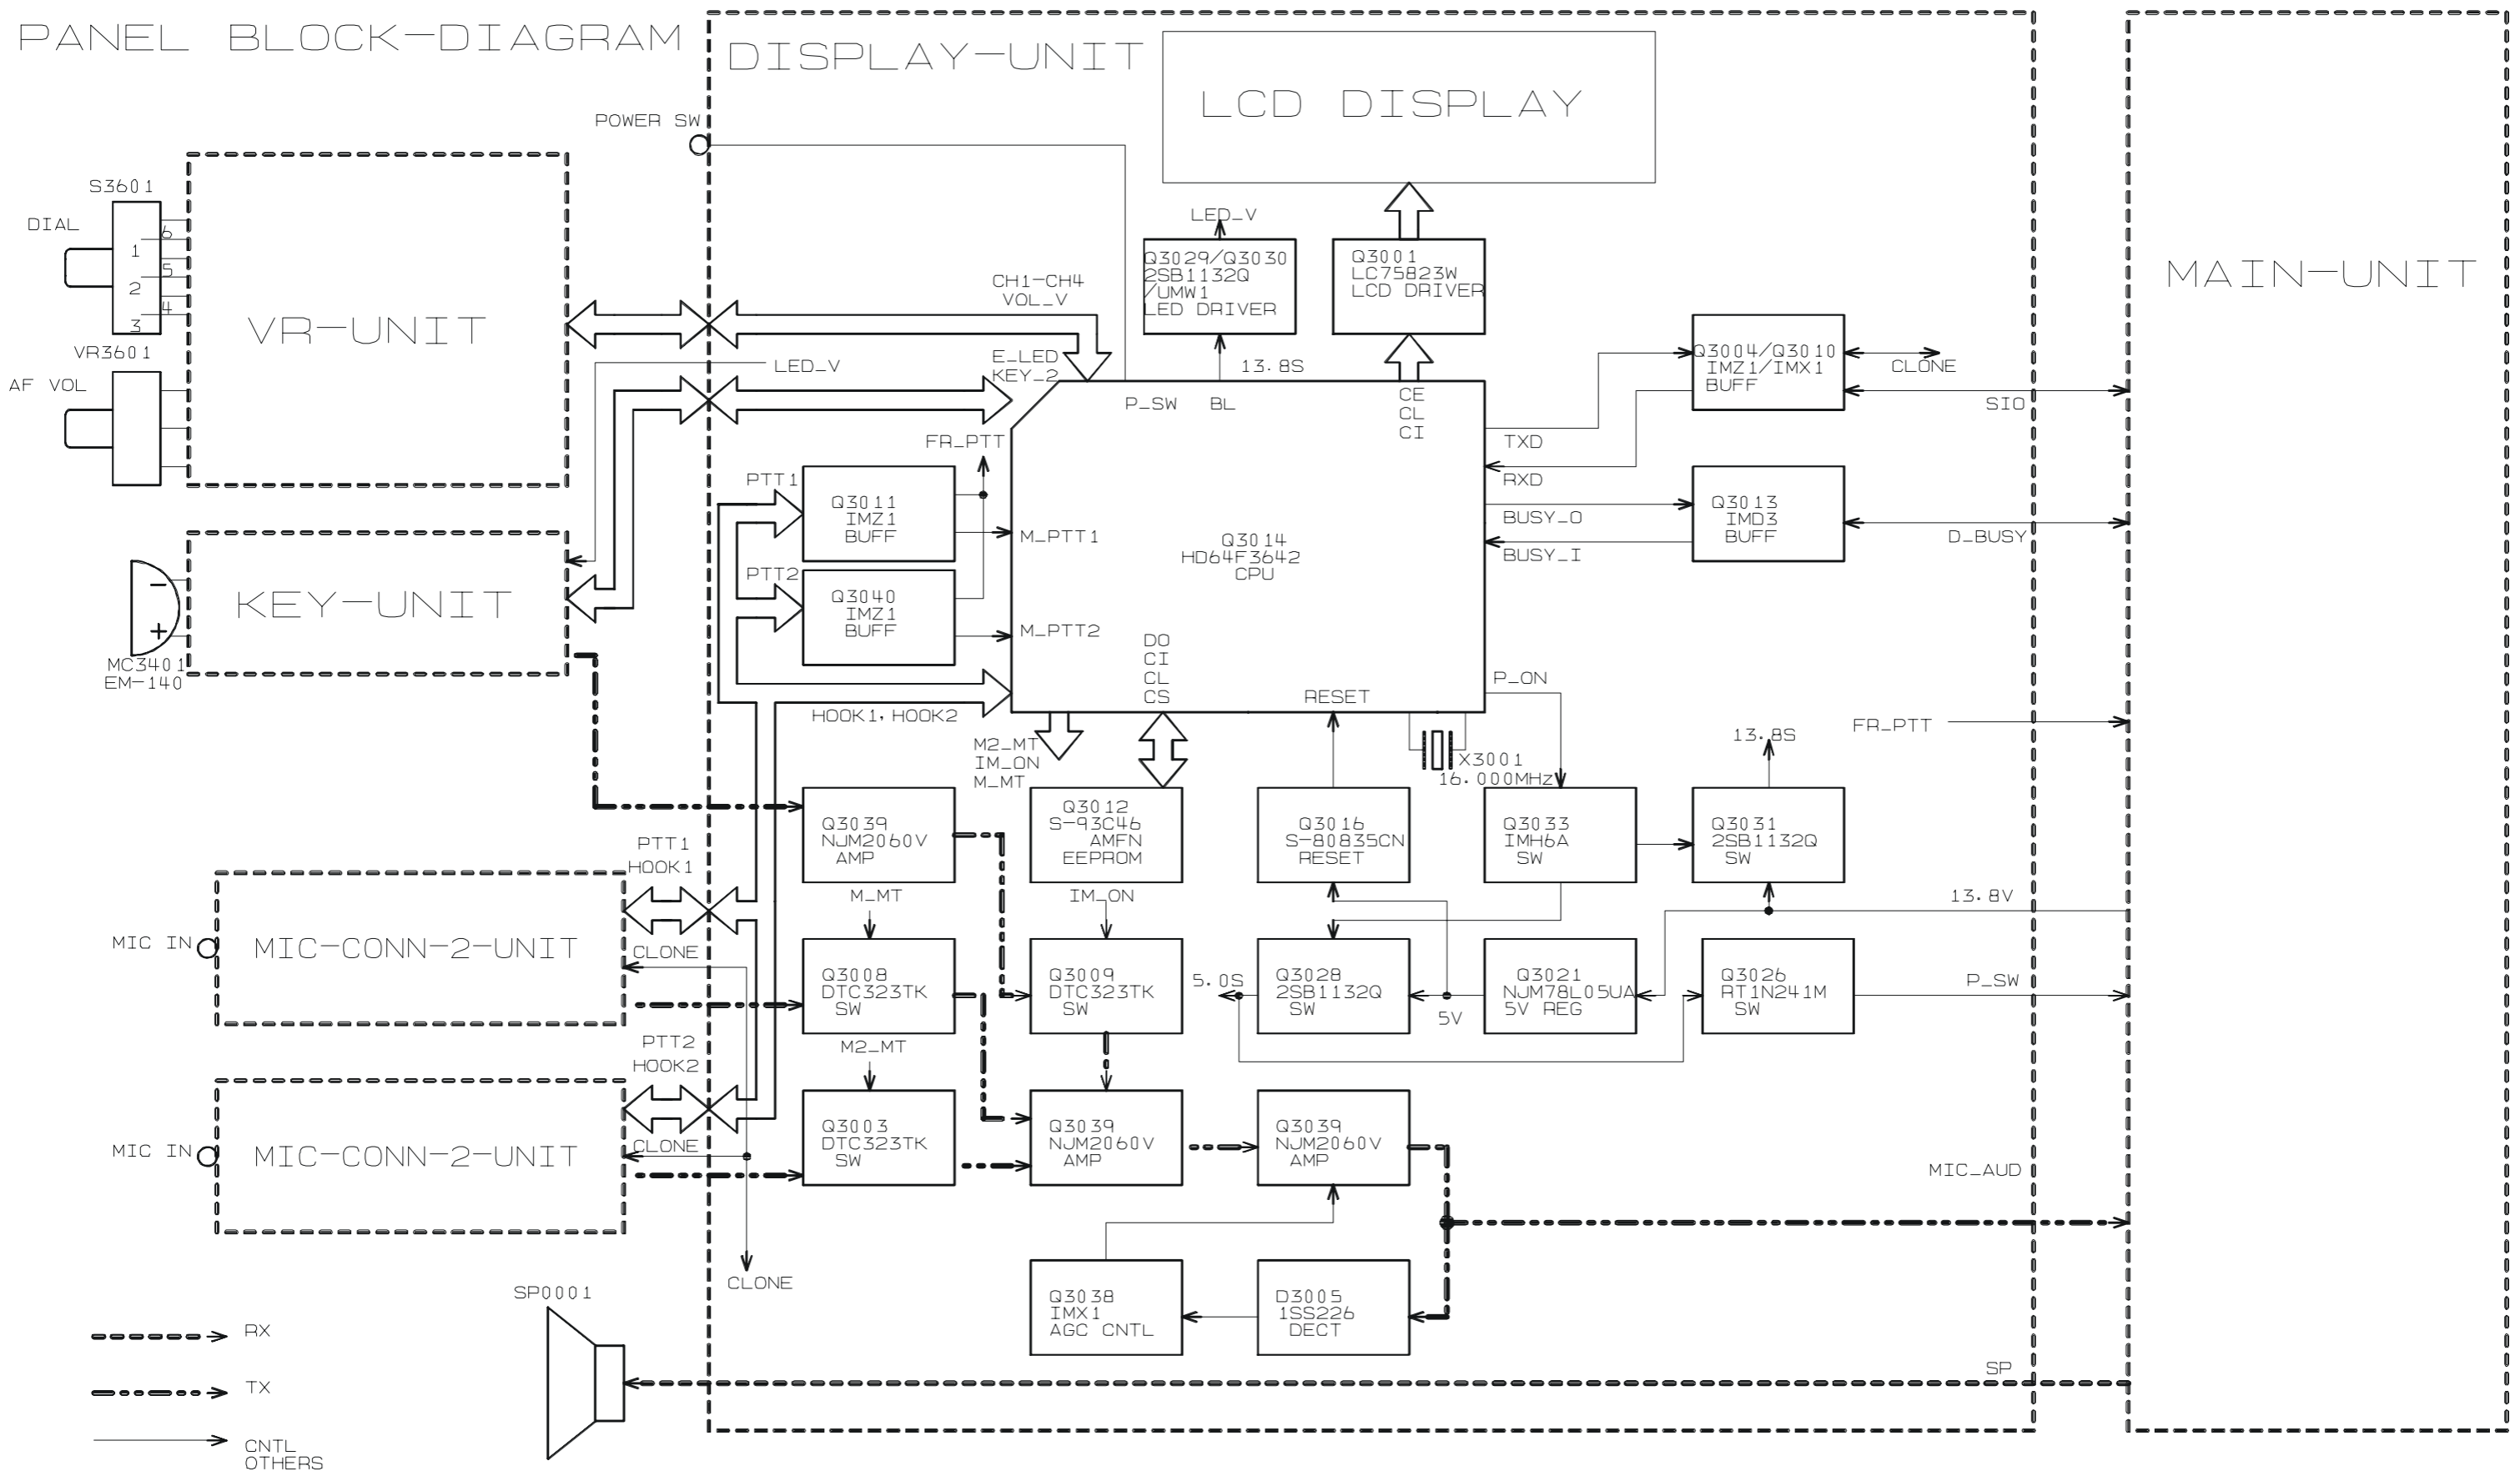 PANEL BLOCK-DIAGRAM
DISPLAY-UNIT
LCD DISPLAY
MAIN-UNIT
POWER SW
S3601
DIAL
6
1
5
2
4
3
VR3601
AF VOL
VR-UNIT
LED_V
Q3029/Q3030
2SB1132Q
/UMW1
LED DRIVER
Q3001
LC75823W
LCD DRIVER
CH1-CH4
VOL_V
LED_V
E_LED
KEY_2
13.8S
P_SW
BL
CE
CL
CI
Q3004/Q3010
IMZ1/IMX1
BUFF
CLONE
SIO
TXD
RXD
BUSY_O
BUSY_I
Q3013
IMD3
BUFF
D_BUSY
FR_PTT
PTT1
Q3011
IMZ1
BUFF
M_PTT1
PTT2
Q3040
IMZ1
BUFF
M_PTT2
Q3014
HD64F3642
CPU
KEY-UNIT
MC3401
EM-140
DO
CI
CL
CS
RESET
P_ON
HOOK1,HOOK2
M2_MT
IM_ON
M_MT
X3001
16.000MHz
13.8S
FR_PTT
Q3039
NJM2060V
AMP
Q3012
S-93C46
AMFN
EEPROM
Q3016
S-80835CN
RESET
Q3033
IMH6A
SW
Q3031
2SB1132Q
SW
PTT1
HOOK1
M_MT
IM_ON
13.8V
MIC IN
MIC-CONN-2-UNIT
CLONE
Q3008
DTC323TK
SW
Q3009
DTC323TK
SW
5.0S
Q3028
2SB1132Q
SW
5V
Q3021
NJM78L05UA
5V REG
Q3026
RT1N241M
SW
P_SW
PTT2
HOOK2
M2_MT
MIC IN
MIC-CONN-2-UNIT
CLONE
Q3003
DTC323TK
SW
Q3039
NJM2060V
AMP
Q3039
NJM2060V
AMP
MIC_AUD
CLONE
Q3038
IMX1
AGC CNTL
D3005
1SS226
DECT
SP0001
SP
RX
TX
CNTL
OTHERS